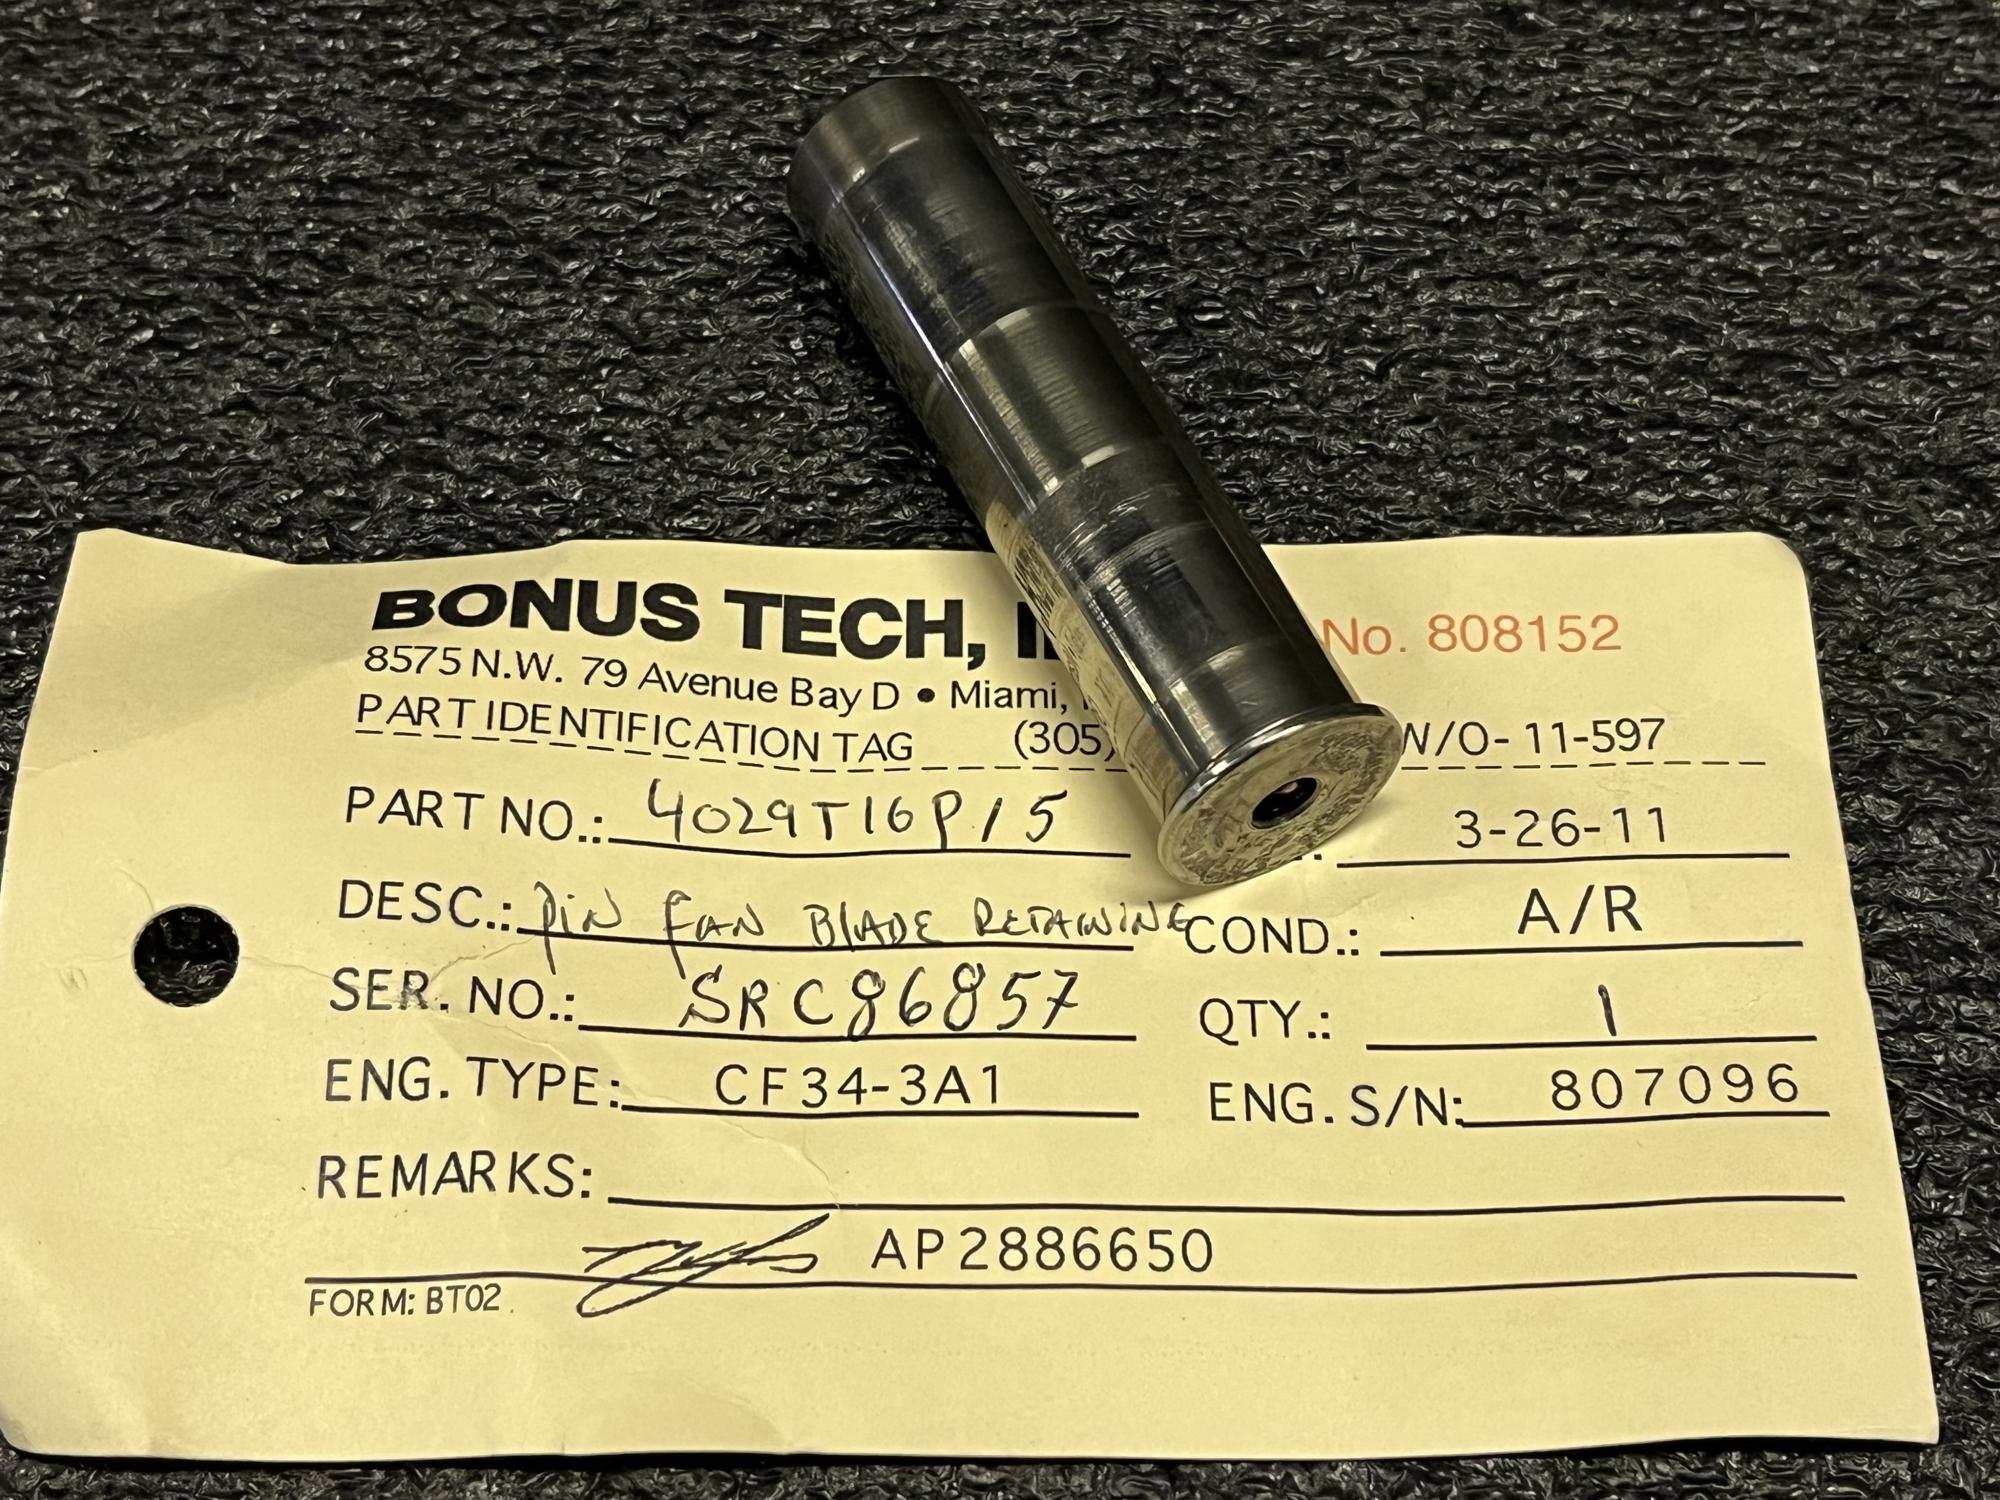 BONUS TECH, I
No. 808152
8575 N.W. 79 Avenue Bay D • Miami,
PART IDENTIFICATION TAG (305) W/O- 11-597
PART NO.: 4029T16P15 3-26-11
DESC.: Pin Fan Blade Retaining COND.: A/R
SER. NO.: SRC86857 QTY.: 1
ENG. TYPE: CF34-3A1 ENG. S/N: 807096
REMARKS:
AP2886650
FORM: BT02